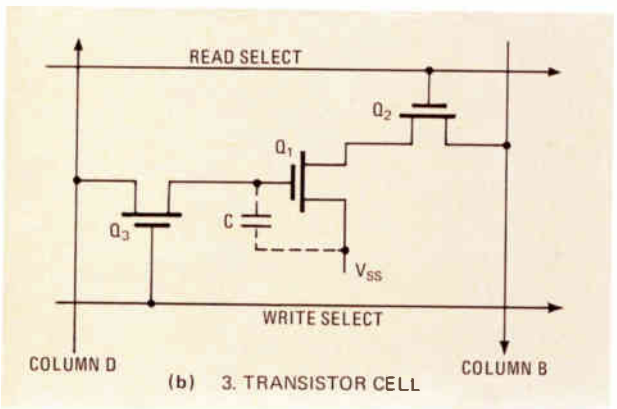 READ SELECT
Q2
Q1
Q3
C
VSS
WRITE SELECT
COLUMN D
COLUMN B
(b) 3. TRANSISTOR CELL